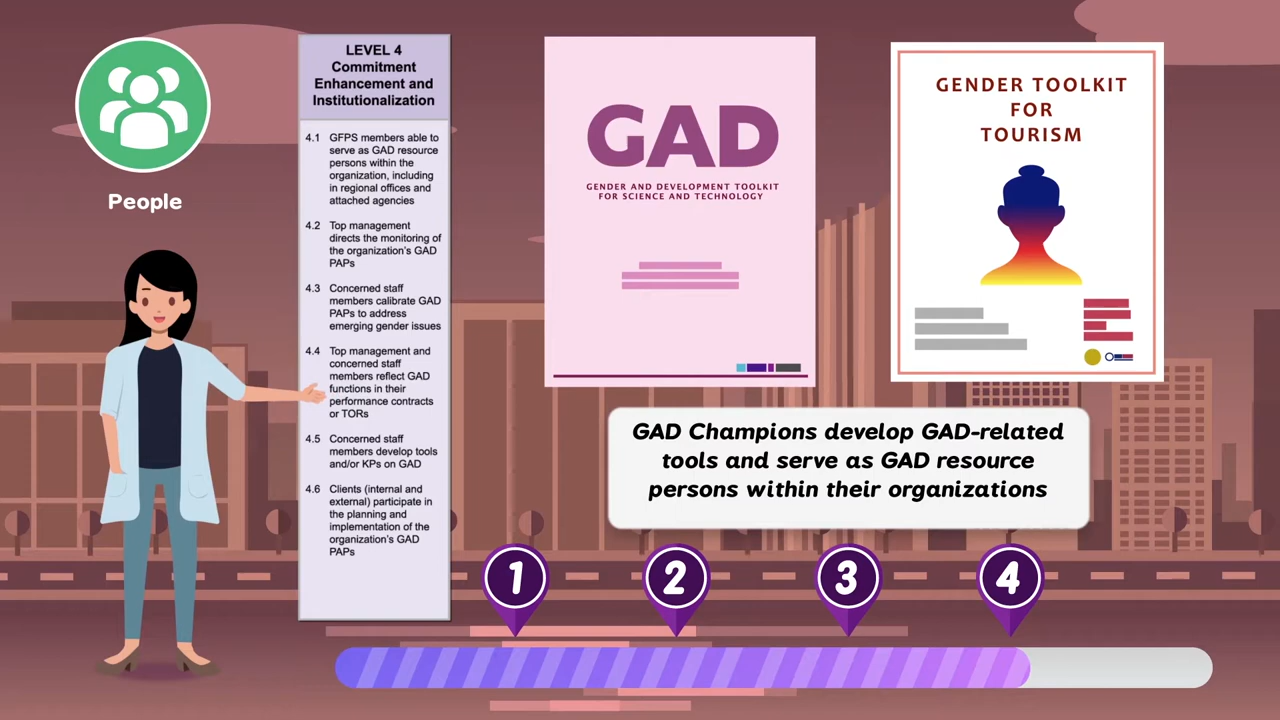 People
LEVEL 4
Commitment
Enhancement and
Institutionalization
4.1 GFPS members able to
serve as GAD resource
persons within the
organization, including
in regional offices and
attached agencies
4.2 Top management
directs the monitoring of
the organization's GAD
PAPs
4.3 Concerned staff
members calibrate GAD
PAPs to address
emerging gender issues
4.4 Top management and
concerned staff
members reflect GAD
functions in their
performance contracts
or TORs
4.5 Concerned staff
members develop tools
and/or KPs on GAD
4.6 Clients (internal and
external) participate in
the planning and
implementation of the
organization's GAD
PAPs
GAD
GENDER AND DEVELOPMENT TOOLKIT
FOR SCIENCE AND TECHNOLOGY
GENDER TOOLKIT
FOR
TOURISM
GAD Champions develop GAD-related
tools and serve as GAD resource
persons within their organizations
1 2 3 4